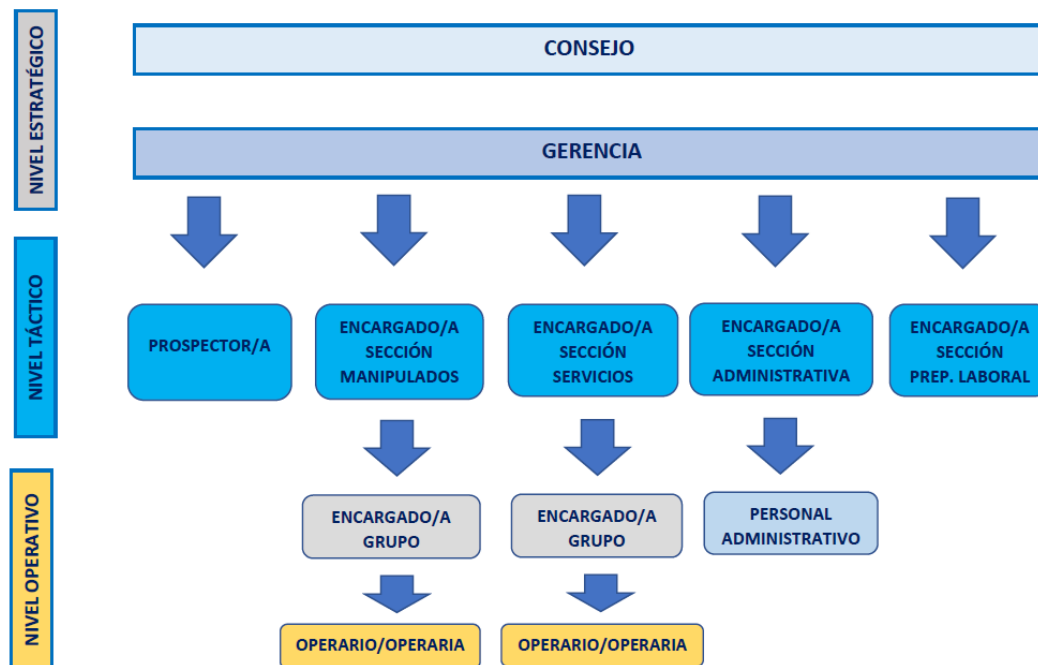 NIVEL ESTRATÉGICO
CONSEJO
GERENCIA
NIVEL TÁCTICO
PROSPECTOR/A
ENCARGADO/A
SECCIÓN
MANIPULADOS
ENCARGADO/A
SECCIÓN
SERVICIOS
ENCARGADO/A
SECCIÓN
ADMINISTRATIVA
ENCARGADO/A
SECCIÓN
PREP. LABORAL
NIVEL OPERATIVO
ENCARGADO/A
GRUPO
ENCARGADO/A
GRUPO
PERSONAL
ADMINISTRATIVO
OPERARIO/OPERARIA
OPERARIO/OPERARIA